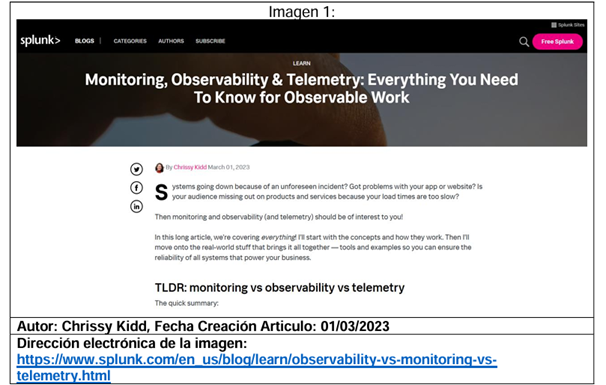 Imagen 1:
Splunk Sites
splunk> BLOGS | CATEGORIES AUTHORS SUBSCRIBE Free Splunk
LEARN
Monitoring, Observability & Telemetry: Everything You Need
To Know for Observable Work
By Chrissy Kidd March 01, 2023
Systems going down because of an unforeseen incident? Got problems with your app or website? Is
your audience missing out on products and services because your load times are too slow?
Then monitoring and observability (and telemetry) should be of interest to you!
In this long article, we're covering everything! I'll start with the concepts and how they work. Then I'll
move onto the real-world stuff that brings it all together — tools and examples so you can ensure the
reliability of all systems that power your business.
TLDR: monitoring vs observability vs telemetry
The quick summary:
Autor: Chrissy Kidd, Fecha Creación Articulo: 01/03/2023
Dirección electrónica de la imagen:
https://www.splunk.com/en_us/blog/learn/observability-vs-monitoring-vs-
telemetry.html